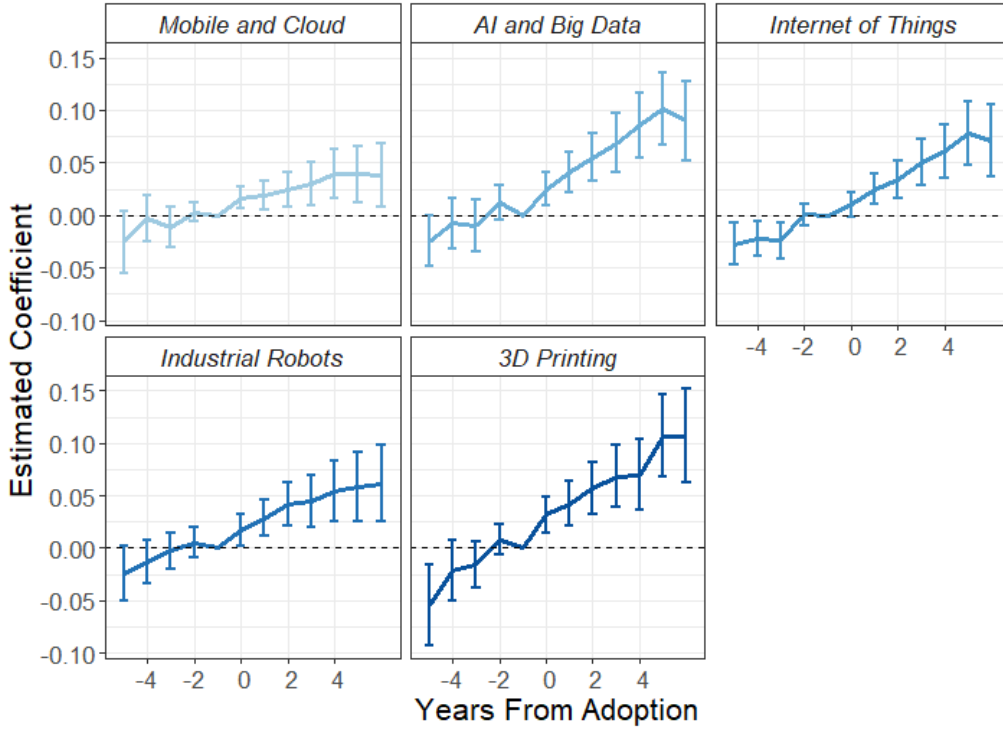 Mobile and Cloud
AI and Big Data
Internet of Things
0.15
0.10
0.05
0.00
-0.05
-0.10
-4 -2 0 2 4
Industrial Robots
3D Printing
0.15
0.10
0.05
0.00
-0.05
-0.10
-4 -2 0 2 4
-4 -2 0 2 4
Estimated Coefficient
Years From Adoption